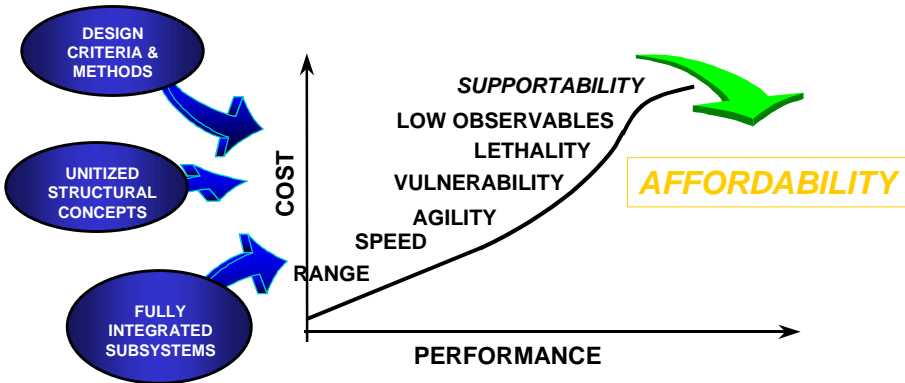 DESIGN
CRITERIA &
METHODS
UNITIZED
STRUCTURAL
CONCEPTS
FULLY
INTEGRATED
SUBSYSTEMS
COST
SUPPORTABILITY
LOW OBSERVABLES
LETHALITY
VULNERABILITY
AGILITY
SPEED
RANGE
PERFORMANCE
AFFORDABILITY